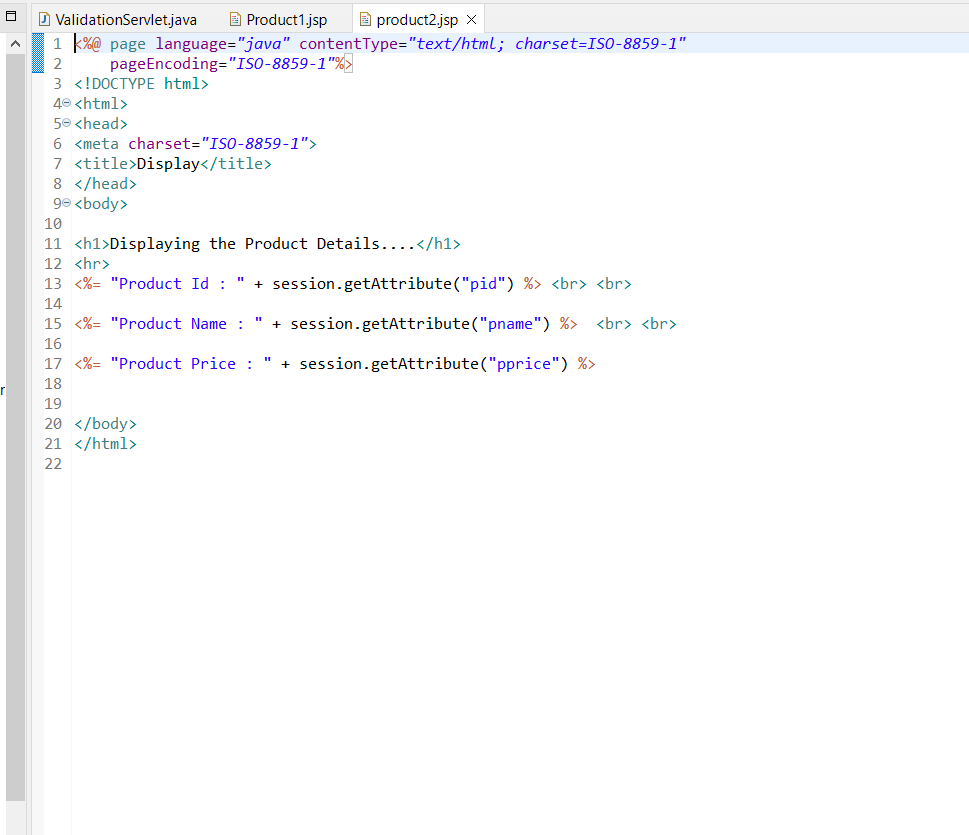 ValidationServlet.java Product1.jsp product2.jsp
1 <%@ page language="java" contentType="text/html; charset=ISO-8859-1"
2     pageEncoding="ISO-8859-1"%>
3 <!DOCTYPE html>
4 <html>
5 <head>
6 <meta charset="ISO-8859-1">
7 <title>Display</title>
8 </head>
9 <body>
10
11 <h1>Displaying the Product Details....</h1>
12 <hr>
13 <%= "Product Id : " + session.getAttribute("pid") %> <br> <br>
14
15 <%= "Product Name : " + session.getAttribute("pname") %>  <br> <br>
16
17 <%= "Product Price : " + session.getAttribute("pprice") %>
18
19
20 </body>
21 </html>
22
r